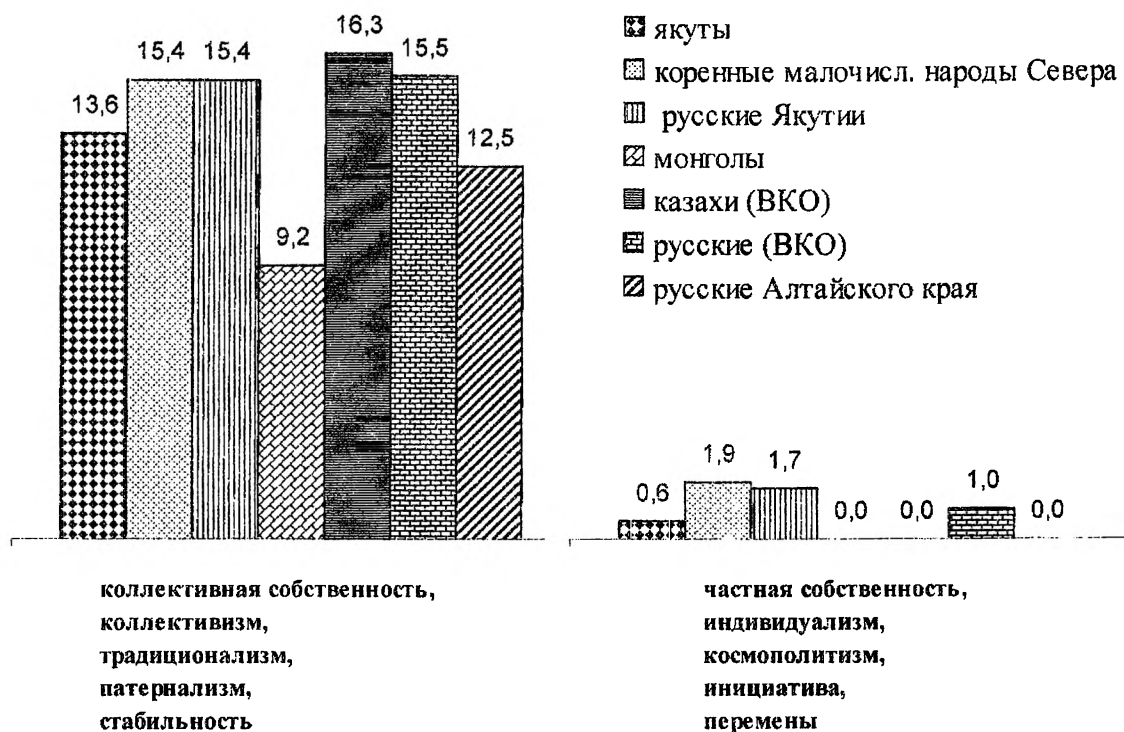 13,6
15,4
15,4
9,2
16,3
15,5
12,5
якуты
коренные малочисл. народы Севера
русские Якутии
монголы
казахи (ВКО)
русские (ВКО)
русские Алтайского края
0,6
1,9
1,7
0,0
0,0
1,0
0,0
коллективная собственность,
коллективизм,
традиционализм,
патернализм,
стабильность
частная собственность,
индивидуализм,
космополитизм,
инициатива,
перемены